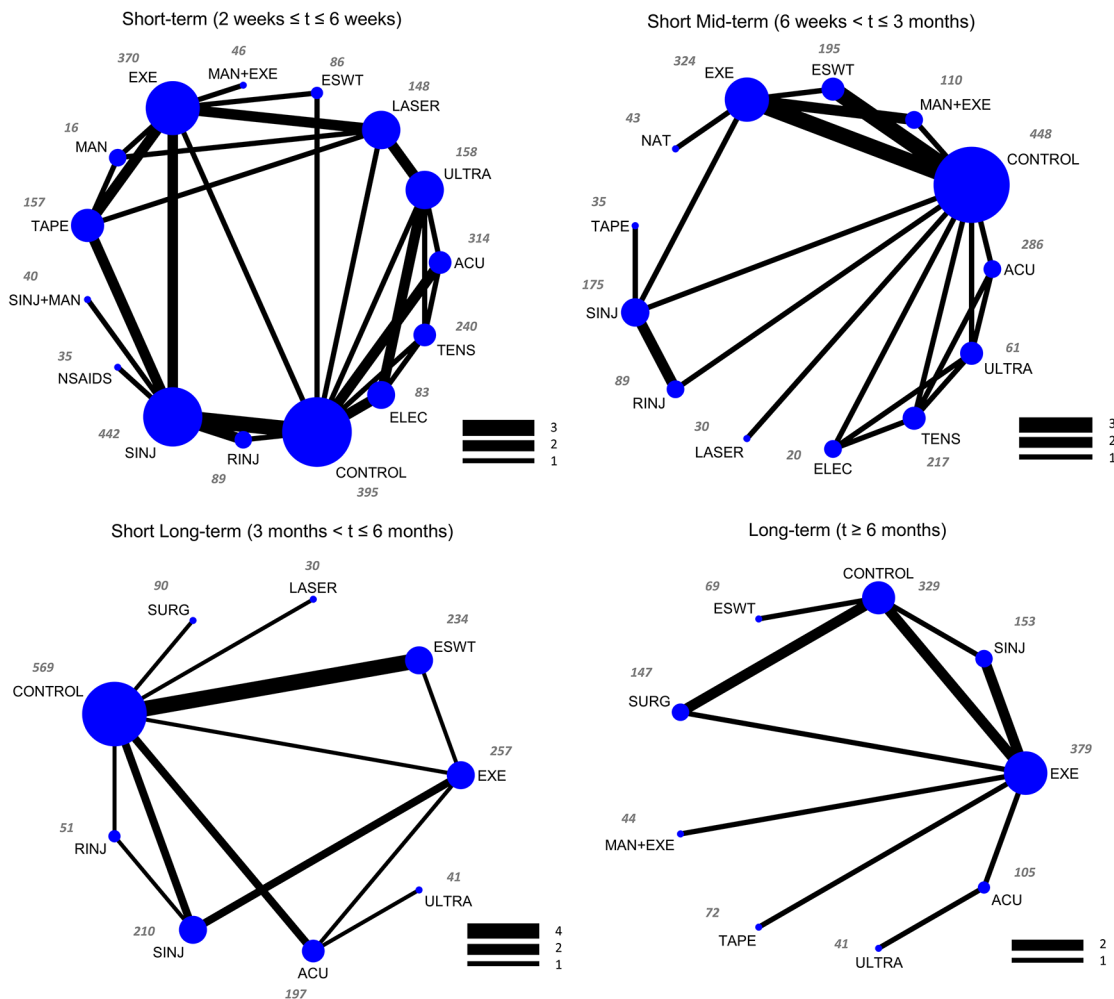 Short-term (2 weeks ≤ t ≤ 6 weeks)
370
EXE
46
MAN+EXE
86
ESWT
148
LASER
16
MAN
158
ULTRA
157
TAPE
314
ACU
40
SINJ+MAN
240
TENS
35
NSAIDS
83
ELEC
442
SINJ
RINJ
89
CONTROL
395
3
2
1
Short Mid-term (6 weeks < t ≤ 3 months)
324
EXE
195
ESWT
110
MAN+EXE
43
NAT
448
CONTROL
35
TAPE
286
ACU
175
SINJ
61
ULTRA
89
RINJ
30
LASER
20
ELEC
TENS
217
3
2
1
Short Long-term (3 months < t ≤ 6 months)
90
SURG
30
LASER
234
ESWT
569
CONTROL
257
EXE
51
RINJ
41
ULTRA
210
SINJ
ACU
197
4
2
1
Long-term (t ≥ 6 months)
CONTROL
329
69
ESWT
153
SINJ
147
SURG
379
EXE
44
MAN+EXE
105
ACU
72
TAPE
41
ULTRA
2
1